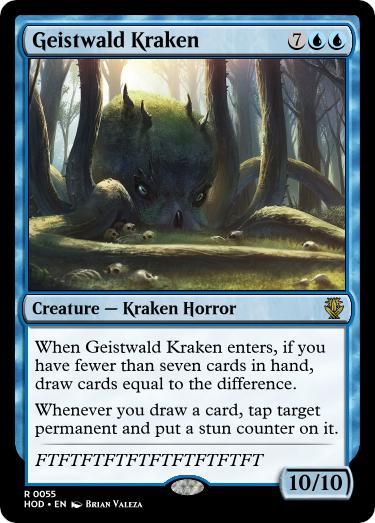 Geistwald Kraken 7
Creature — Kraken Horror
When Geistwald Kraken enters, if you
have fewer than seven cards in hand,
draw cards equal to the difference.
Whenever you draw a card, tap target
permanent and put a stun counter on it.
FTFTFTFTFTFTFTFTFTFT
10/10
R 0055
HOD • EN Brian Valeza